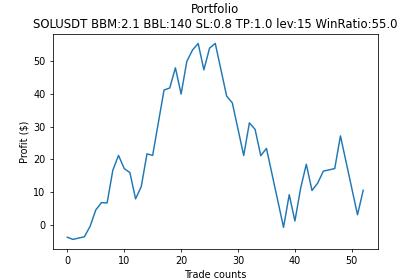 Portfolio
SOLUSDT BBM:2.1 BBL:140 SL:0.8 TP:1.0 lev:15 WinRatio:55.0
50
40
30
20
10
0
Profit ($)
0 10 20 30 40 50
Trade counts